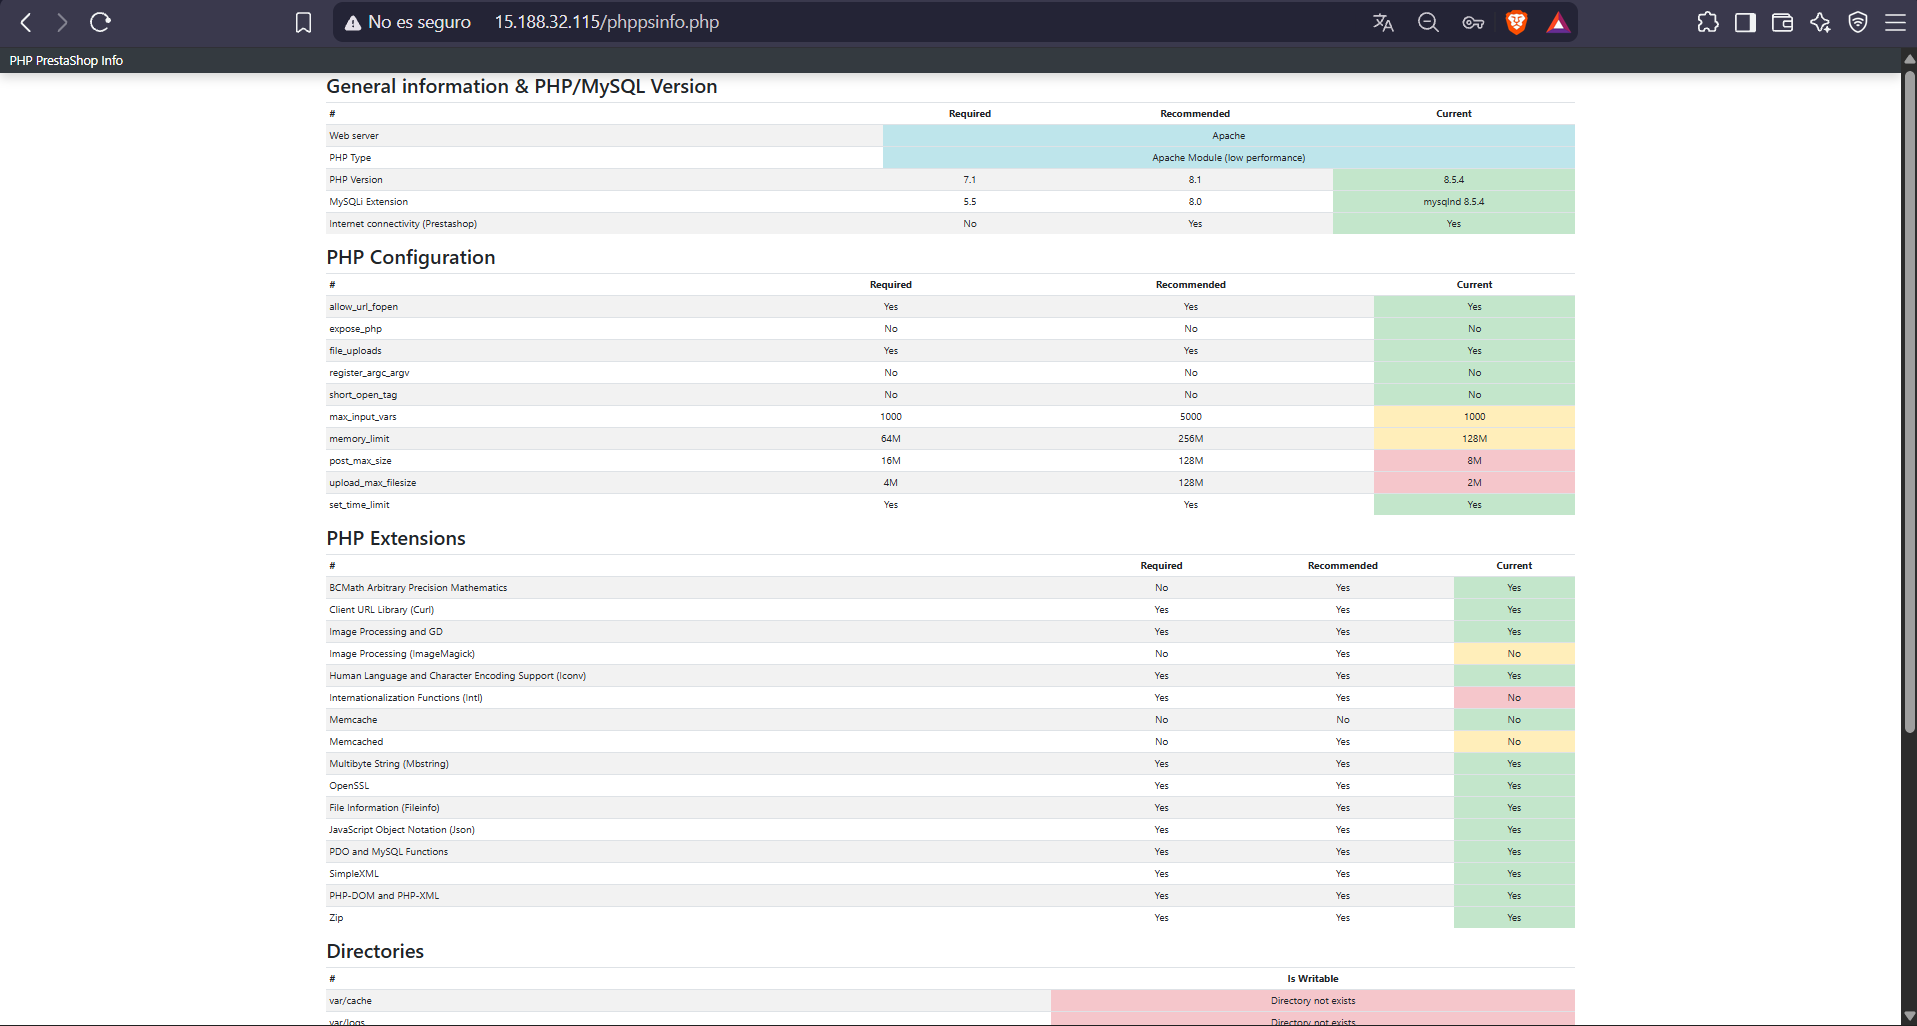 No es seguro 15.188.32.115/phppsinfo.php
PHP PrestaShop Info
General information & PHP/MySQL Version
# Required Recommended Current
Web server Apache
PHP Type Apache Module (low performance)
PHP Version 7.1 8.1 8.5.4
MySQLi Extension 5.5 8.0 mysqlnd 8.5.4
Internet connectivity (Prestashop) No Yes Yes
PHP Configuration
# Required Recommended Current
allow_url_fopen Yes Yes Yes
expose_php No No No
file_uploads Yes Yes Yes
register_argc_argv No No No
short_open_tag No No No
max_input_vars 1000 5000 1000
memory_limit 64M 256M 128M
post_max_size 16M 128M 8M
upload_max_filesize 4M 128M 2M
set_time_limit Yes Yes Yes
PHP Extensions
# Required Recommended Current
BCMath Arbitrary Precision Mathematics No Yes Yes
Client URL Library (Curl) Yes Yes Yes
Image Processing and GD Yes Yes Yes
Image Processing (ImageMagick) No Yes No
Human Language and Character Encoding Support (Iconv) Yes Yes Yes
Internationalization Functions (Intl) Yes Yes No
Memcache No No No
Memcached No Yes No
Multibyte String (Mbstring) Yes Yes Yes
OpenSSL Yes Yes Yes
File Information (Fileinfo) Yes Yes Yes
JavaScript Object Notation (Json) Yes Yes Yes
PDO and MySQL Functions Yes Yes Yes
SimpleXML Yes Yes Yes
PHP-DOM and PHP-XML Yes Yes Yes
Zip Yes Yes Yes
Directories
# Is Writable
var/cache Directory not exists
var/logs Directory not exists